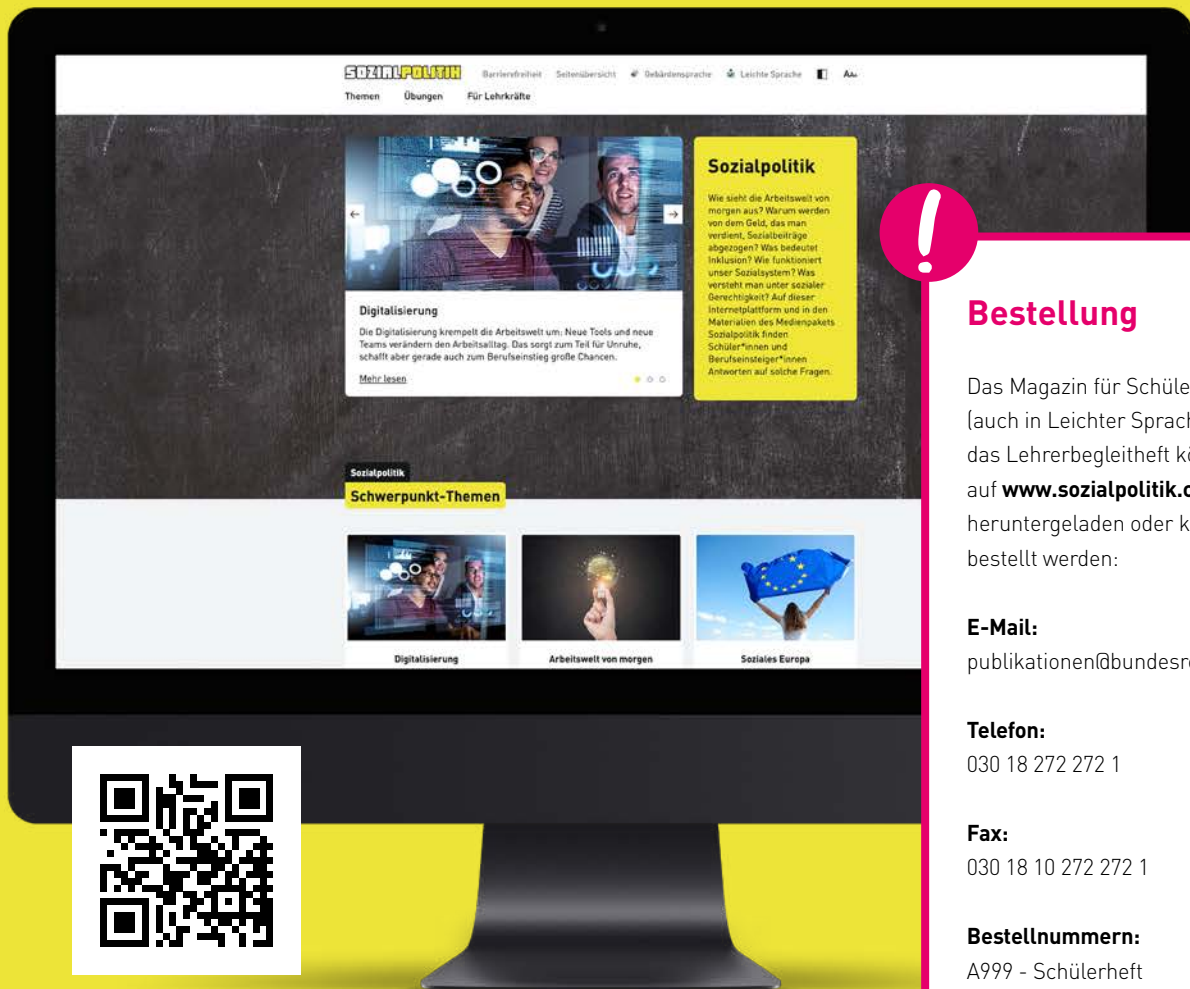 SOZIALPOLITIK
Barrierefreiheit Seitenübersicht Gebärdensprache Leichte Sprache AA
Themen Übungen Für Lehrkräfte
Digitalisierung
Die Digitalisierung krempelt die Arbeitswelt um: Neue Tools und neue
Teams verändern den Arbeitsalltag. Das sorgt zum Teil für Unruhe,
schafft aber gerade auch zum Berufseinstieg große Chancen.
Mehr lesen
Sozialpolitik
Wie sieht die Arbeitswelt von
morgen aus? Warum werden
von dem Geld, das man
verdient, Sozialbeiträge
abgezogen? Was bedeutet
Inklusion? Wie funktioniert
unser Sozialsystem? Was
versteht man unter sozialer
Gerechtigkeit? Auf dieser
Internetplattform und in den
Materialien des Medienpakets
Sozialpolitik finden
Schüler*innen und
Berufseinsteiger*innen
Antworten auf solche Fragen.
Sozialpolitik
Schwerpunkt-Themen
Digitalisierung
Arbeitswelt von morgen
Soziales Europa
!
Bestellung
Das Magazin für Schüle
(auch in Leichter Sprach
das Lehrerbegleitheft kö
auf www.sozialpolitik.c
heruntergeladen oder k
bestellt werden:
E-Mail:
publikationen@bundesre
Telefon:
030 18 272 272 1
Fax:
030 18 10 272 272 1
Bestellnummern:
A999 - Schülerheft